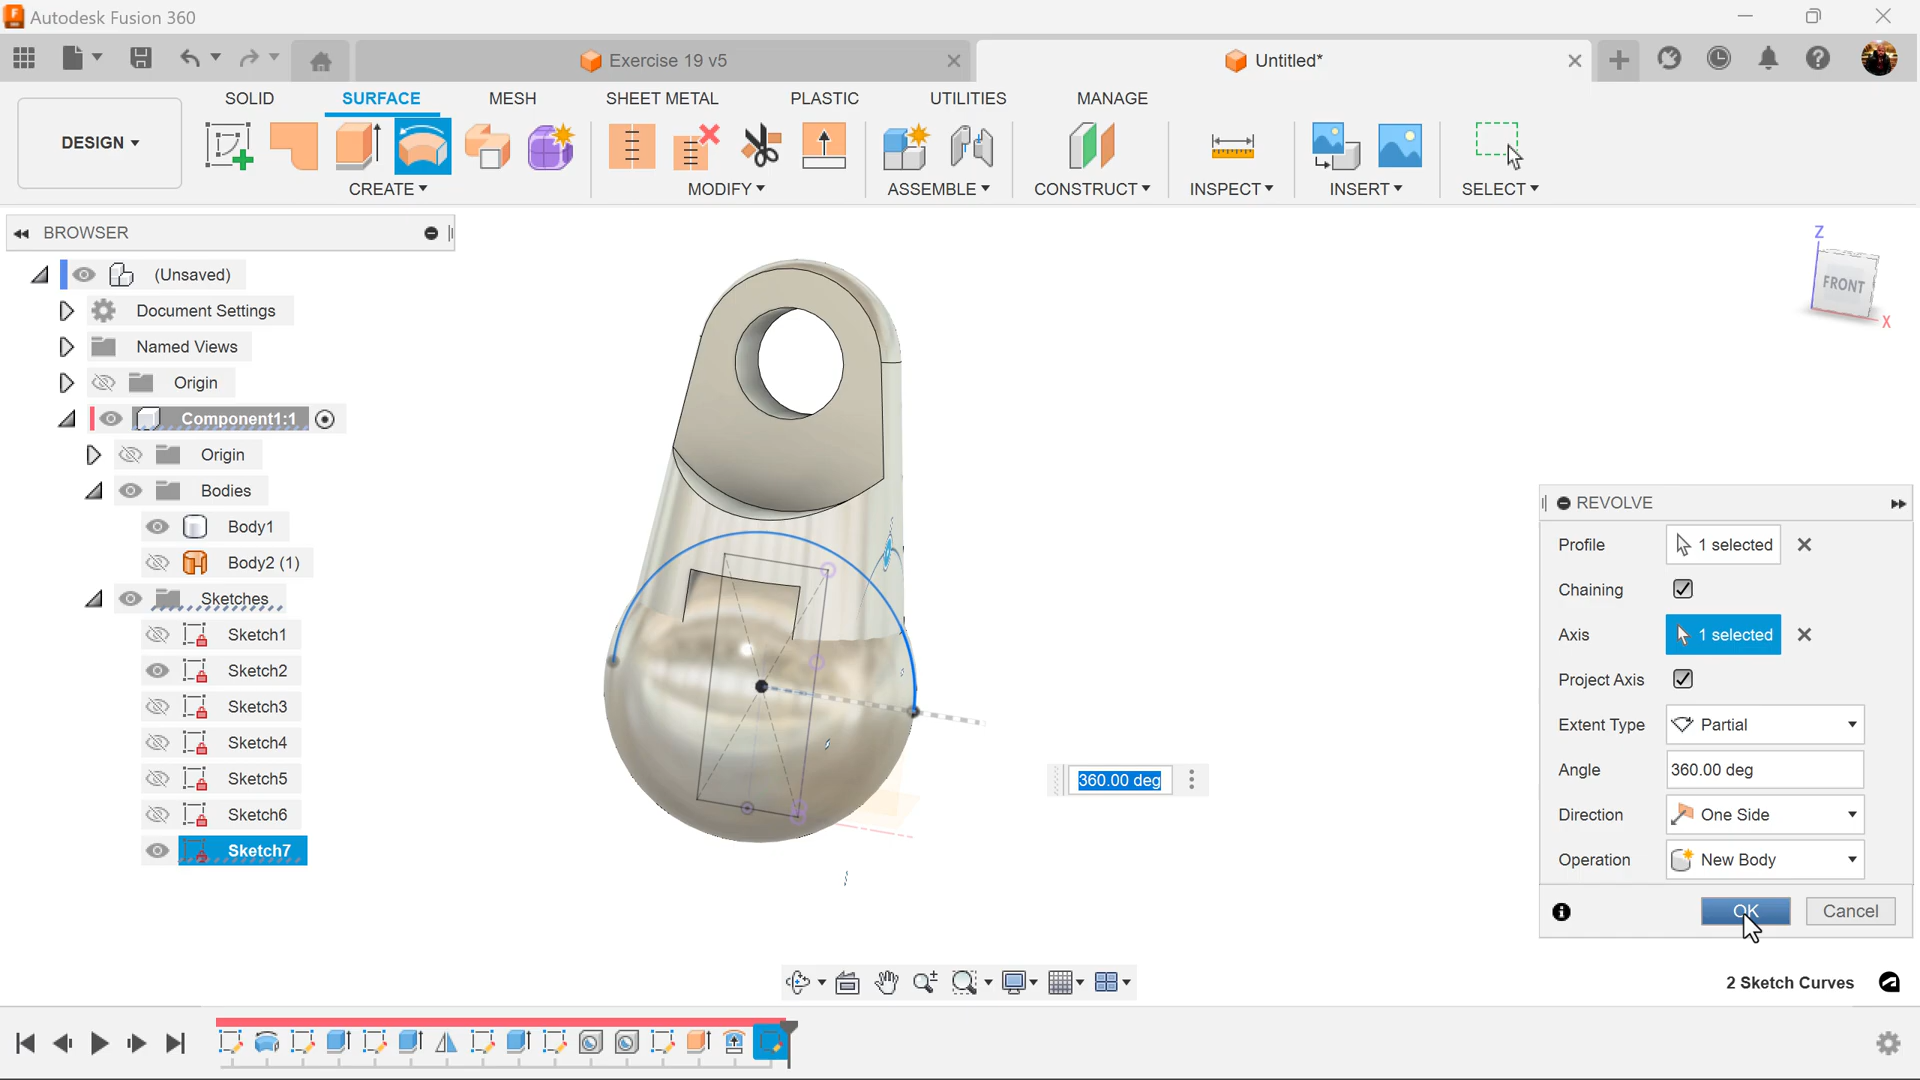 Autodesk Fusion 360
Exercise 19 v5
Untitled*
DESIGN
SOLID
SURFACE
MESH
SHEET METAL
PLASTIC
UTILITIES
MANAGE
CREATE
MODIFY
ASSEMBLE
CONSTRUCT
INSPECT
INSERT
SELECT
BROWSER
(Unsaved)
Document Settings
Named Views
Origin
Component1:1
Origin
Bodies
Body1
Body2 (1)
Sketches
Sketch1
Sketch2
Sketch3
Sketch4
Sketch5
Sketch6
Sketch7
Z
FRONT
X
360.00 deg
REVOLVE
Profile
1 selected
Chaining
Axis
1 selected
Project Axis
Extent Type
Partial
Angle
360.00 deg
Direction
One Side
Operation
New Body
OK
Cancel
2 Sketch Curves